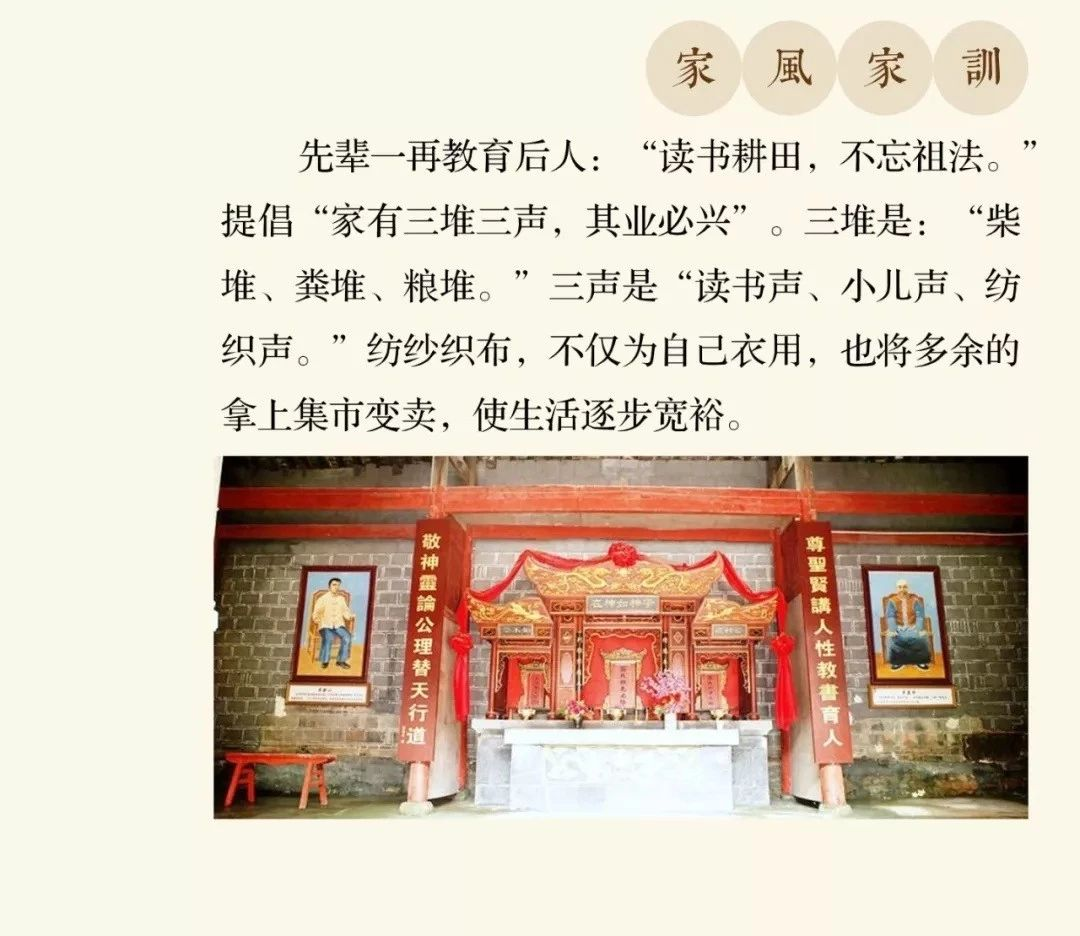 家風家訓
先辈一再教育后人：“读书耕田，不忘祖法。”
提倡“家有三堆三声，其业必兴”。三堆是：“柴
堆、粪堆、粮堆。”三声是“读书声、小儿声、纺
织声。”纺纱织布，不仅为自己衣用，也将多余的
拿上集市变卖，使生活逐步宽裕。
尊聖賢講人性教書育人
敬神靈論公理替天行道
在神如神祭